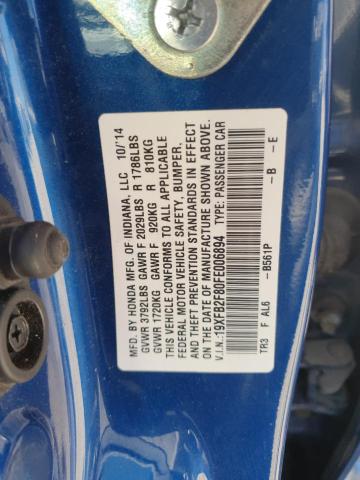 MFD. BY HONDA MFG. OF INDIANA, LLC 10/'14
GVWR 3792LBS GAWR F 2029LBS R 1786LBS
GVWR 1720KG GAWR F 920KG R 810KG
THIS VEHICLE CONFORMS TO ALL APPLICABLE
FEDERAL MOTOR VEHICLE SAFETY, BUMPER,
AND THEFT PREVENTION STANDARDS IN EFFECT
ON THE DATE OF MANUFACTURE SHOWN ABOVE.
V.I.N.: 19XFB2F80FE006894 TYPE: PASSENGER CAR
TR3 F AL6 -B561P -B -E